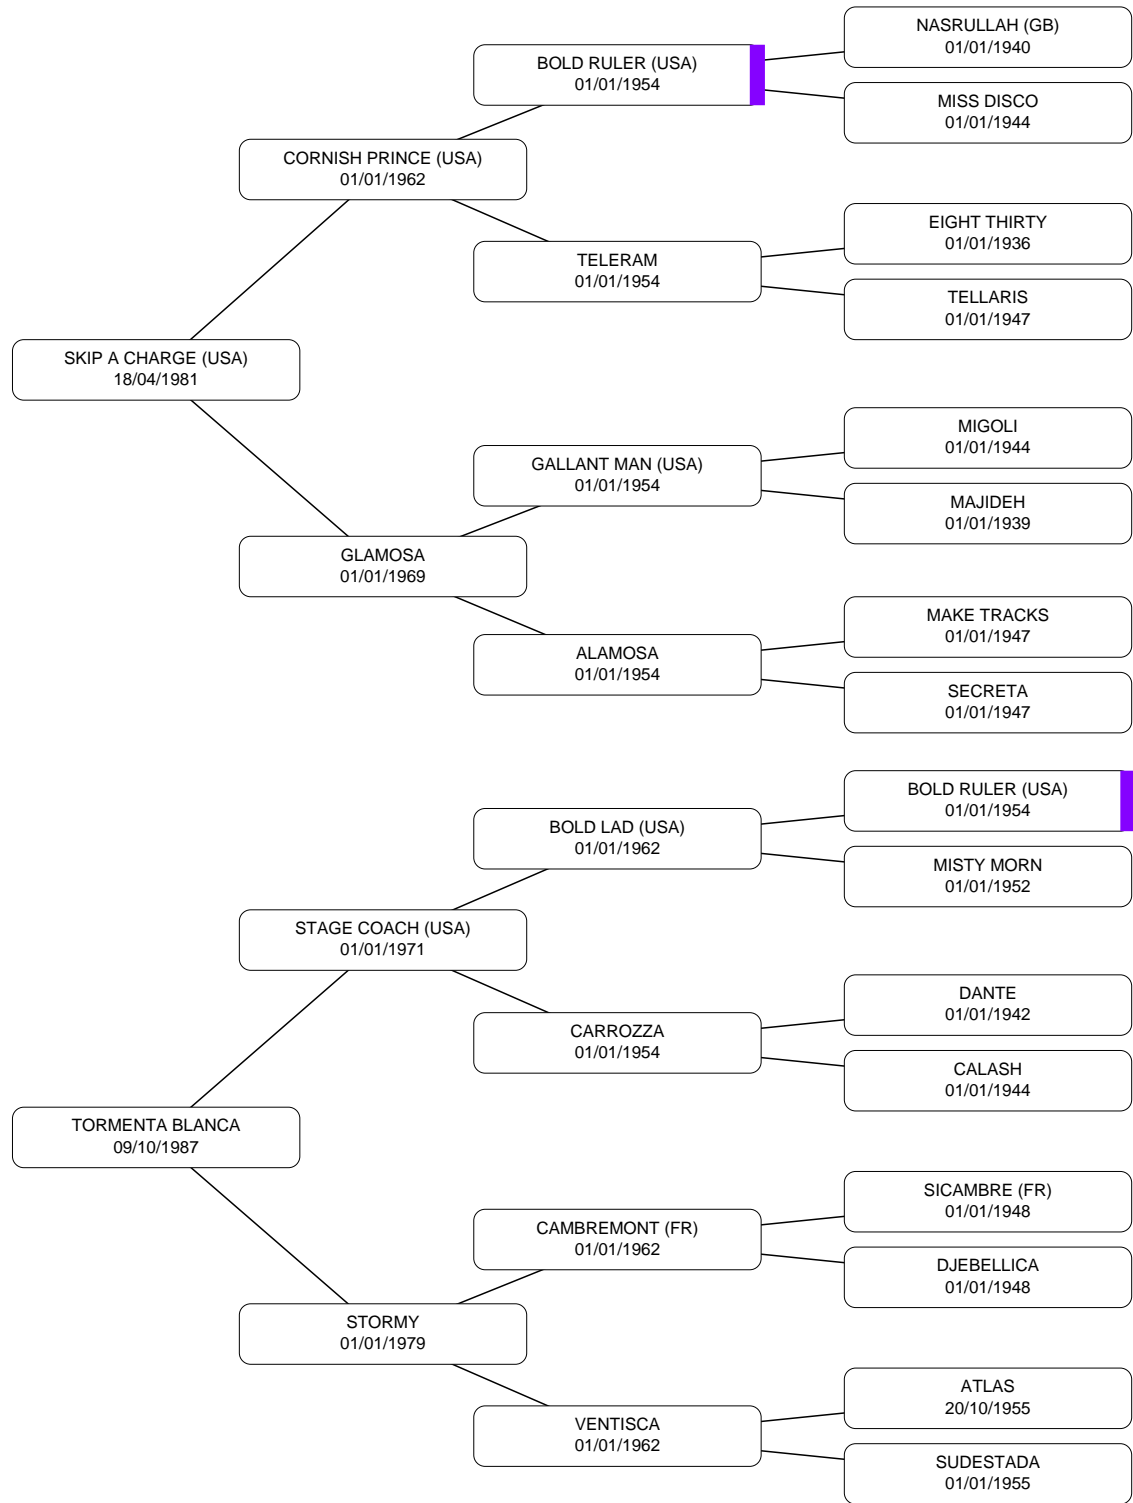 NASRULLAH (GB)
01/01/1940
BOLD RULER (USA)
01/01/1954
MISS DISCO
01/01/1944
CORNISH PRINCE (USA)
01/01/1962
EIGHT THIRTY
01/01/1936
TELERAM
01/01/1954
TELLARIS
01/01/1947
SKIP A CHARGE (USA)
18/04/1981
MIGOLI
01/01/1944
GALLANT MAN (USA)
01/01/1954
MAJIDEH
01/01/1939
GLAMOSA
01/01/1969
MAKE TRACKS
01/01/1947
ALAMOSA
01/01/1954
SECRETA
01/01/1947
BOLD RULER (USA)
01/01/1954
BOLD LAD (USA)
01/01/1962
MISTY MORN
01/01/1952
STAGE COACH (USA)
01/01/1971
DANTE
01/01/1942
CARROZZA
01/01/1954
CALASH
01/01/1944
TORMENTA BLANCA
09/10/1987
SICAMBRE (FR)
01/01/1948
CAMBREMONT (FR)
01/01/1962
DJEBELLICA
01/01/1948
STORMY
01/01/1979
ATLAS
20/10/1955
VENTISCA
01/01/1962
SUDESTADA
01/01/1955